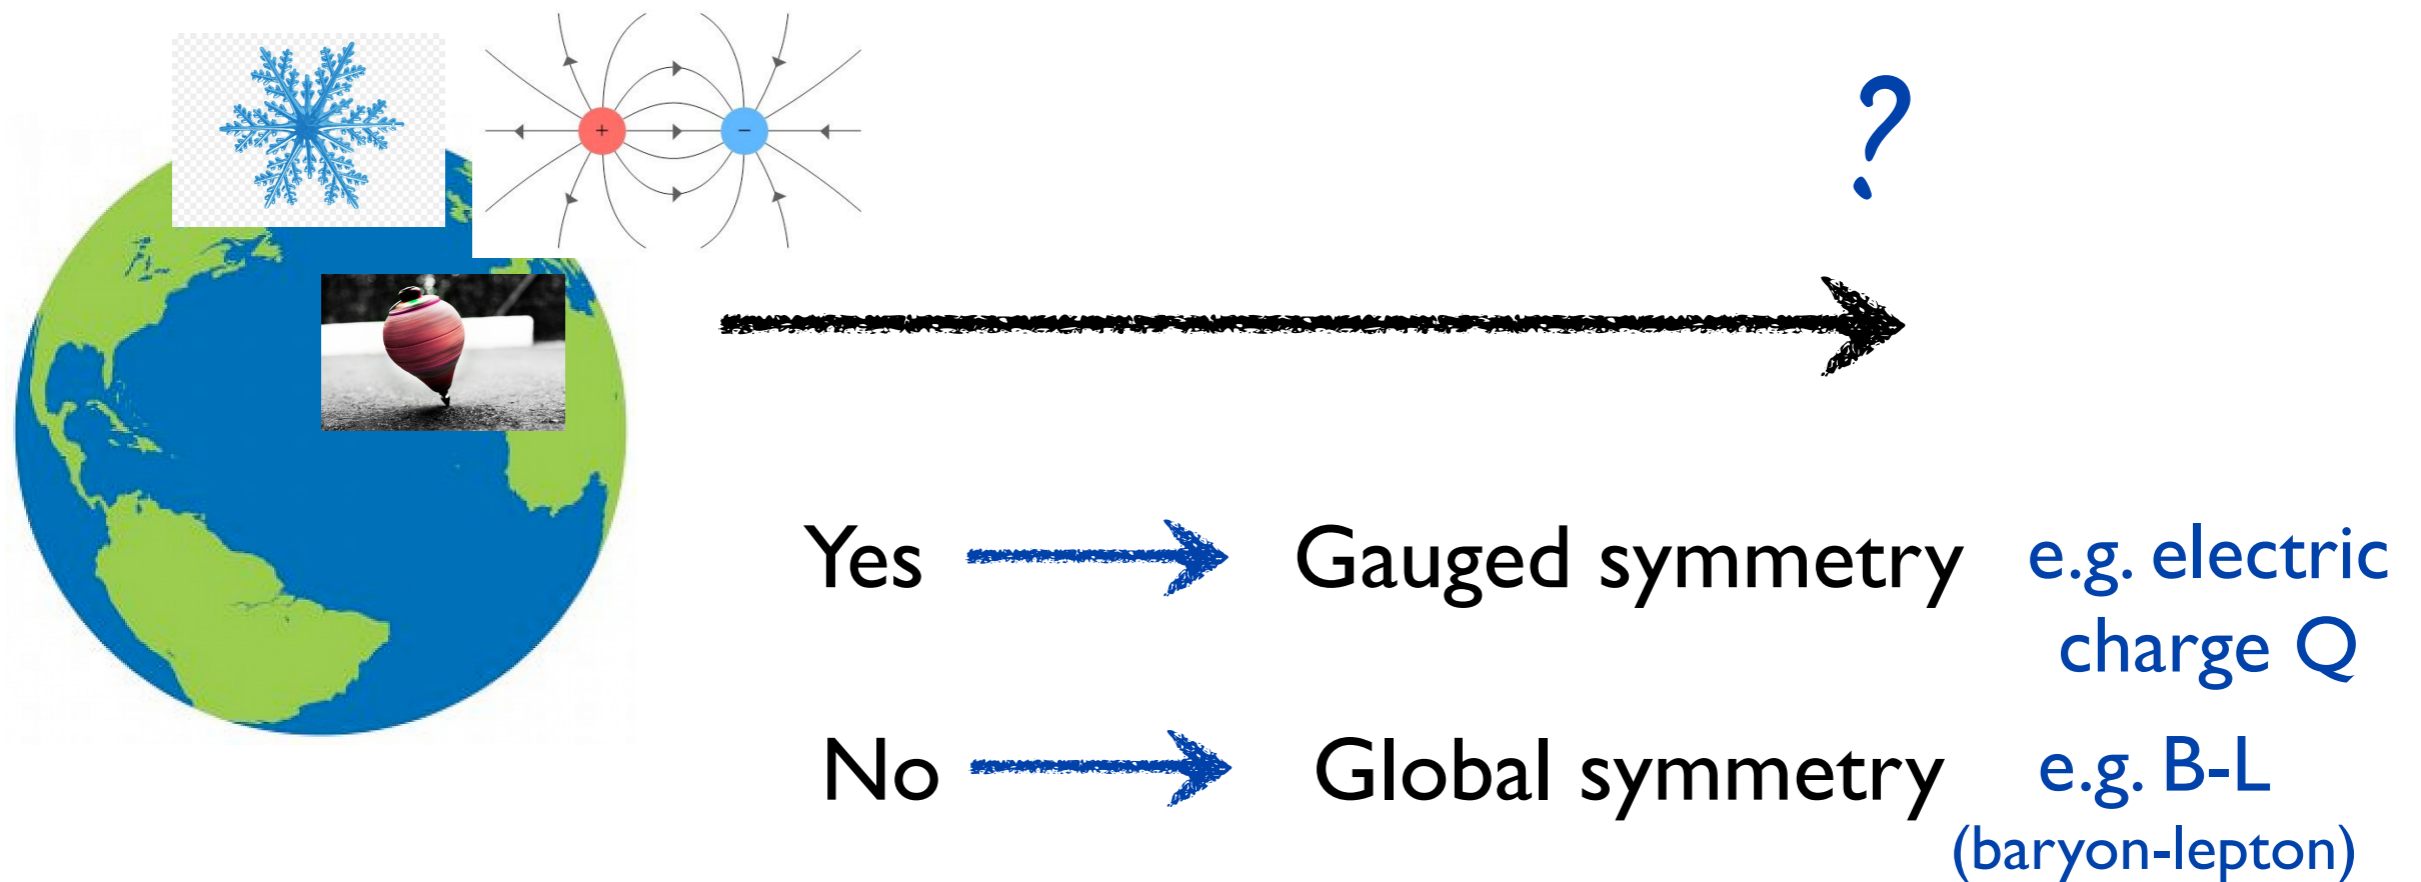 + −
?
Yes Gauged symmetry e.g. electric
charge Q
No Global symmetry e.g. B-L
(baryon-lepton)